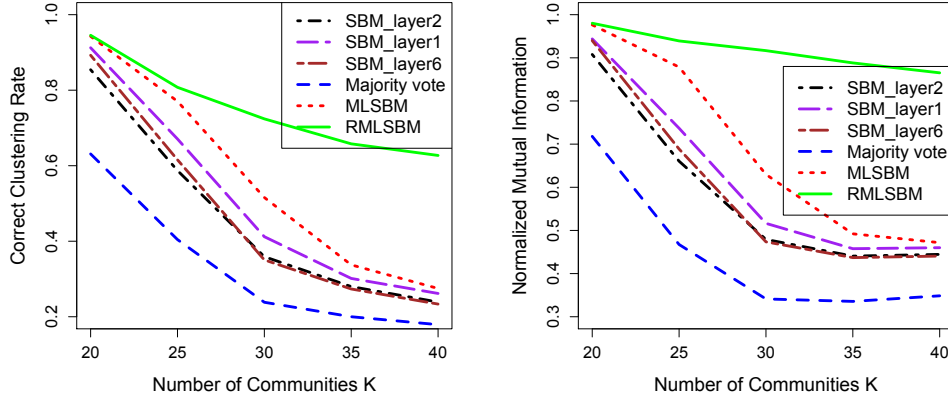 Correct Clustering Rate
1.0
0.8
0.6
0.4
0.2
20 25 30 35 40
Number of Communities K
SBM_layer2
SBM_layer1
SBM_layer6
Majority vote
MLSBM
RMLSBM
Normalized Mutual Information
1.0
0.9
0.8
0.7
0.6
0.5
0.4
0.3
20 25 30 35 40
Number of Communities K
SBM_layer2
SBM_layer1
SBM_layer6
Majority vote
MLSBM
RMLSBM